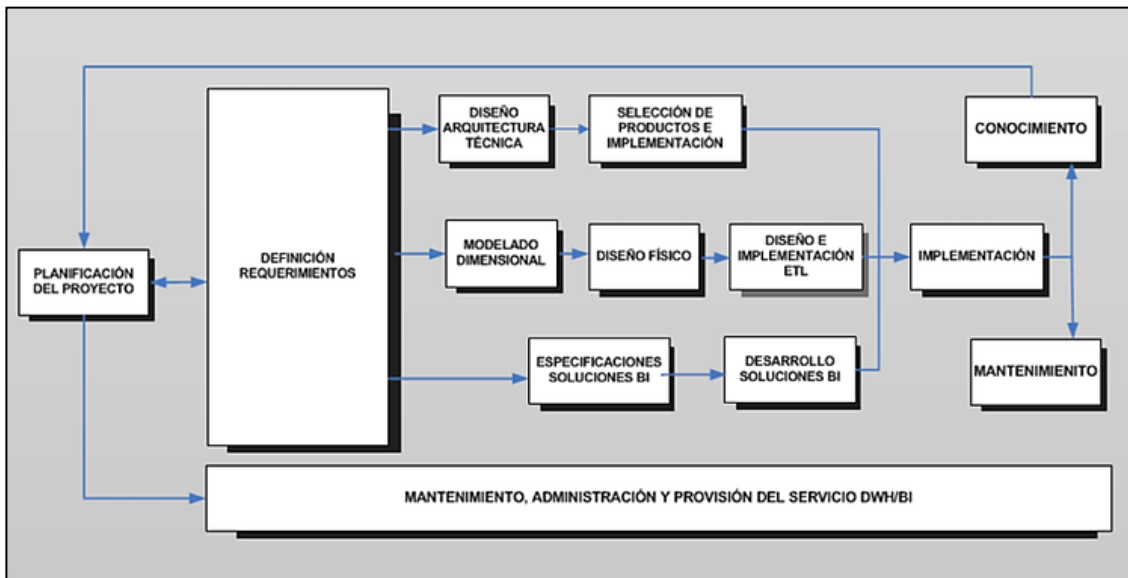 DISEÑO
ARQUITECTURA
TÉCNICA
SELECCIÓN DE
PRODUCTOS E
IMPLEMENTACIÓN
CONOCIMIENTO
PLANIFICACIÓN
DEL PROYECTO
DEFINICIÓN
REQUERIMIENTOS
MODELADO
DIMENSIONAL
DISEÑO FÍSICO
DISEÑO E
IMPLEMENTACIÓN
ETL
IMPLEMENTACIÓN
ESPECIFICACIONES
SOLUCIONES BI
DESARROLLO
SOLUCIONES BI
MANTENIMIENITO
MANTENIMIENTO, ADMINISTRACIÓN Y PROVISIÓN DEL SERVICIO DWH/BI